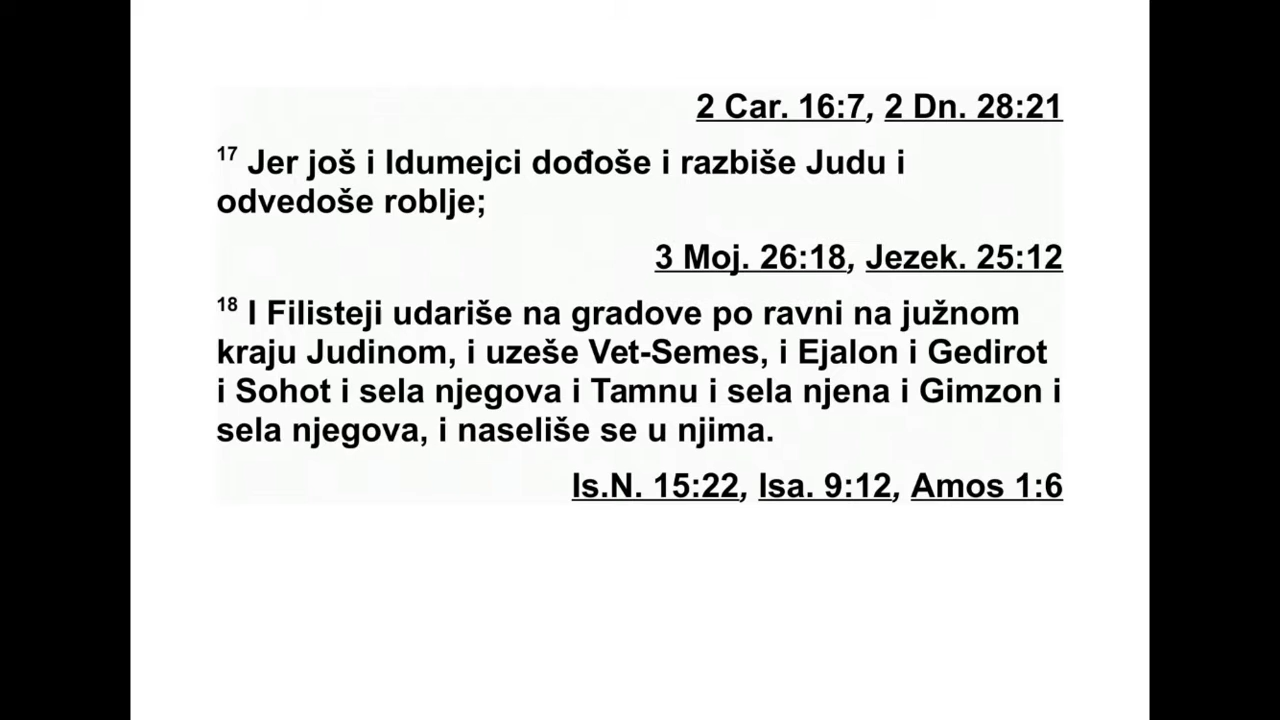 2 Car. 16:7, 2 Dn. 28:21
17 Jer još i Idumejci dođoše i razbiše Judu i
odvedoše roblje;
3 Moj. 26:18, Jezek. 25:12
18 I Filisteji udariše na gradove po ravni na južnom
kraju Judinom, i uzeše Vet-Semes, i Ejalon i Gedirot
i Sohot i sela njegova i Tamnu i sela njena i Gimzon i
sela njegova, i naseliše se u njima.
Is.N. 15:22, Isa. 9:12, Amos 1:6